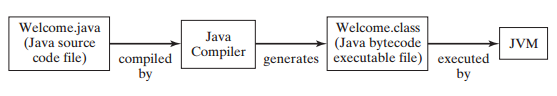 Welcome.java
(Java source
code file)
compiled
by
Java
Compiler
generates
Welcome.class
(Java bytecode
executable file)
executed
by
JVM